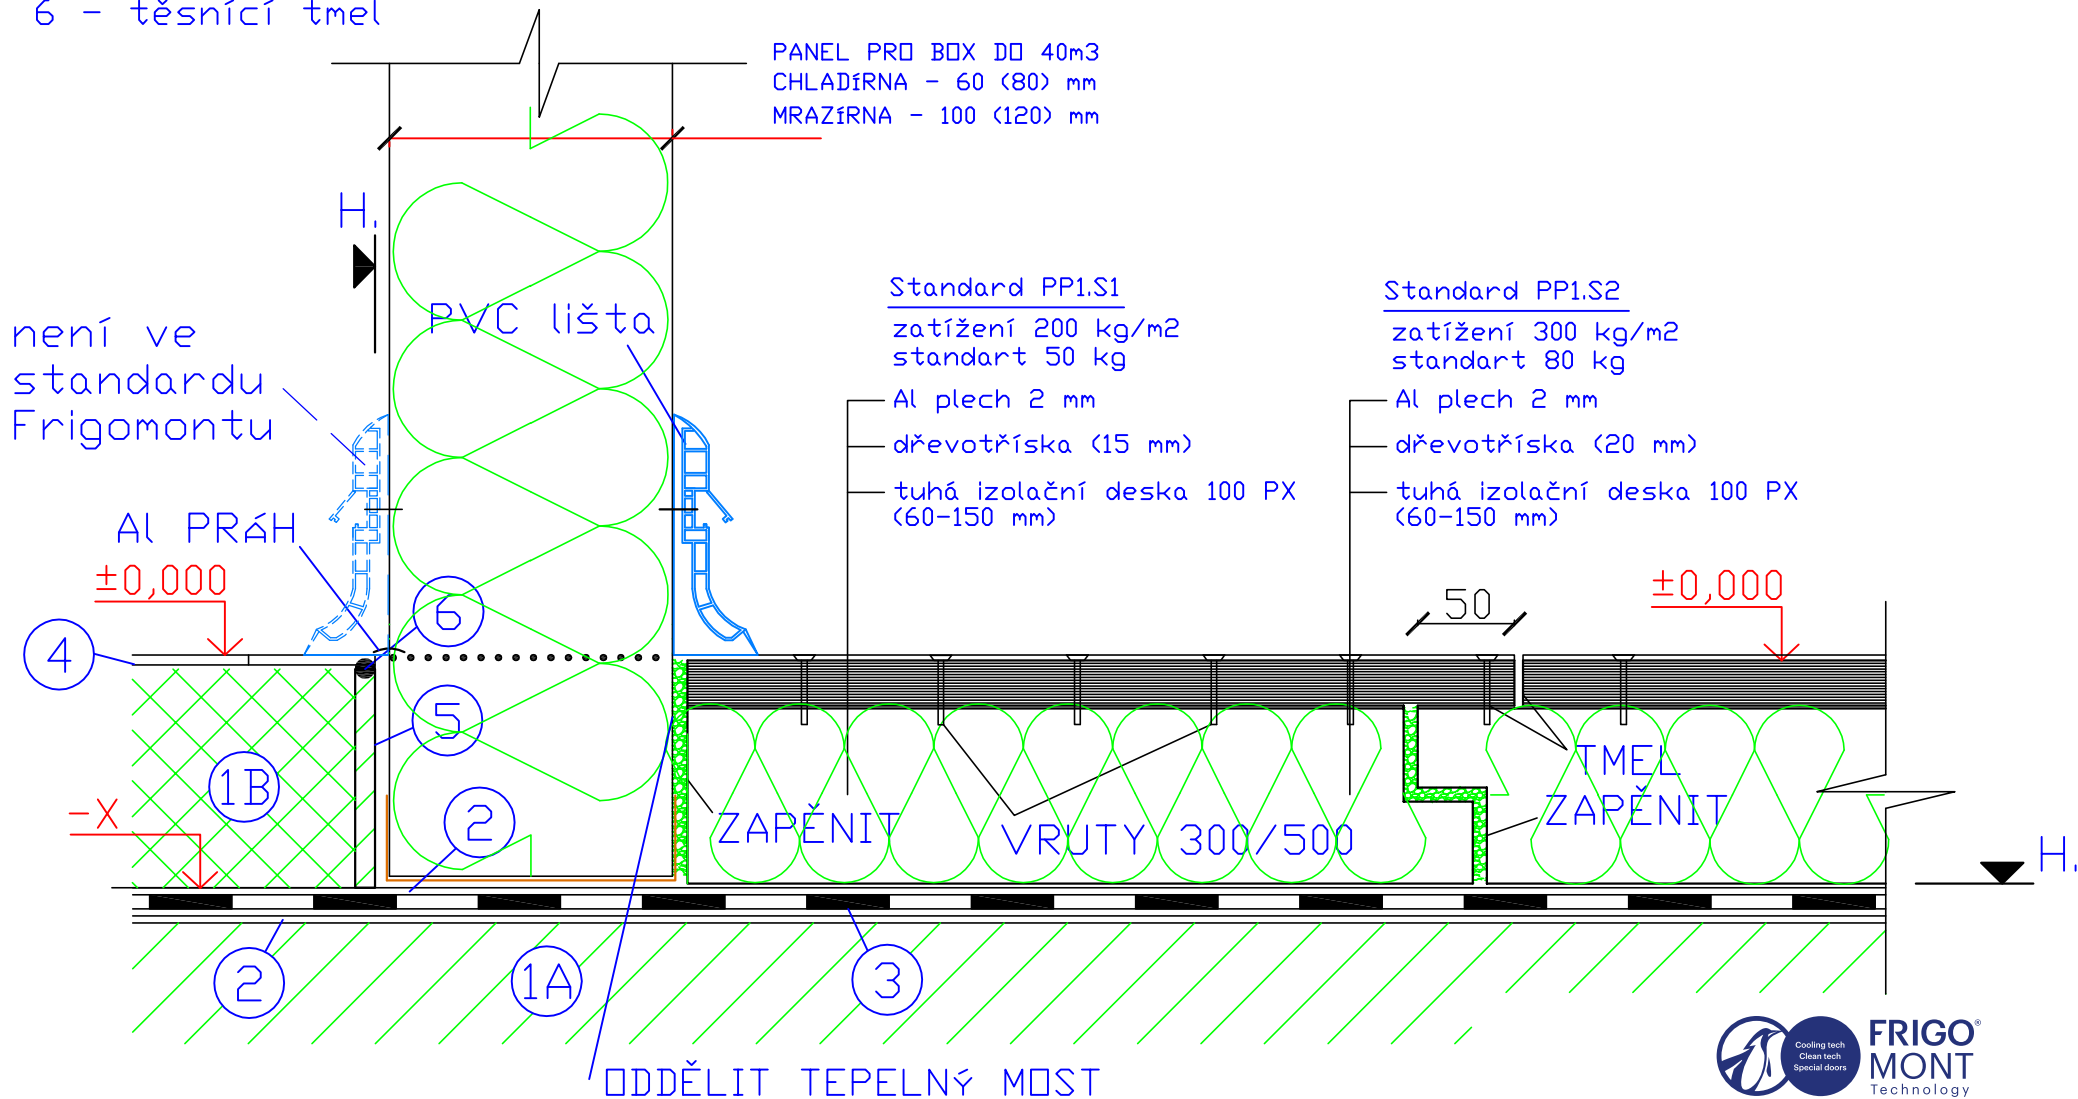 6 - těsnící tmel
PANEL PRO BOX DO 40m3
CHLADÍRNA - 60 (80) mm
MRAZÍRNA - 100 (120) mm
H.
PVC lišta
není ve
standardu
Frigomontu
Al PRÁH
±0,000
Standard PP1.S1
zatížení 200 kg/m2
standart 50 kg
Al plech 2 mm
dřevotříska (15 mm)
tuhá izolační deska 100 PX
(60-150 mm)
Standard PP1.S2
zatížení 300 kg/m2
standart 80 kg
Al plech 2 mm
dřevotříska (20 mm)
tuhá izolační deska 100 PX
(60-150 mm)
50
±0,000
6
4
5
1B
2
-X
ZAPĚNIT
VRUTY 300/500
TMEL
ZAPĚNIT
H.
2
1A
3
ODDĚLIT TEPELNÝ MOST
Cooling tech
Clean tech
Special doors
FRIGO®
MONT
Technology